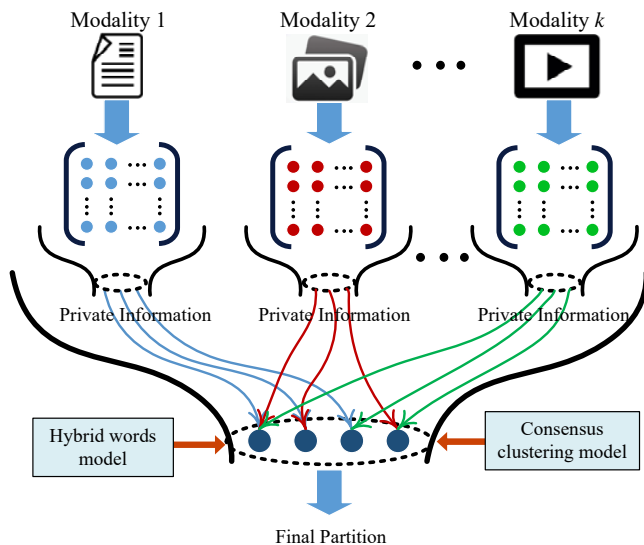 Modality 1
Modality 2
Modality k
Private Information
Private Information
Private Information
Hybrid words
model
Consensus
clustering model
Final Partition